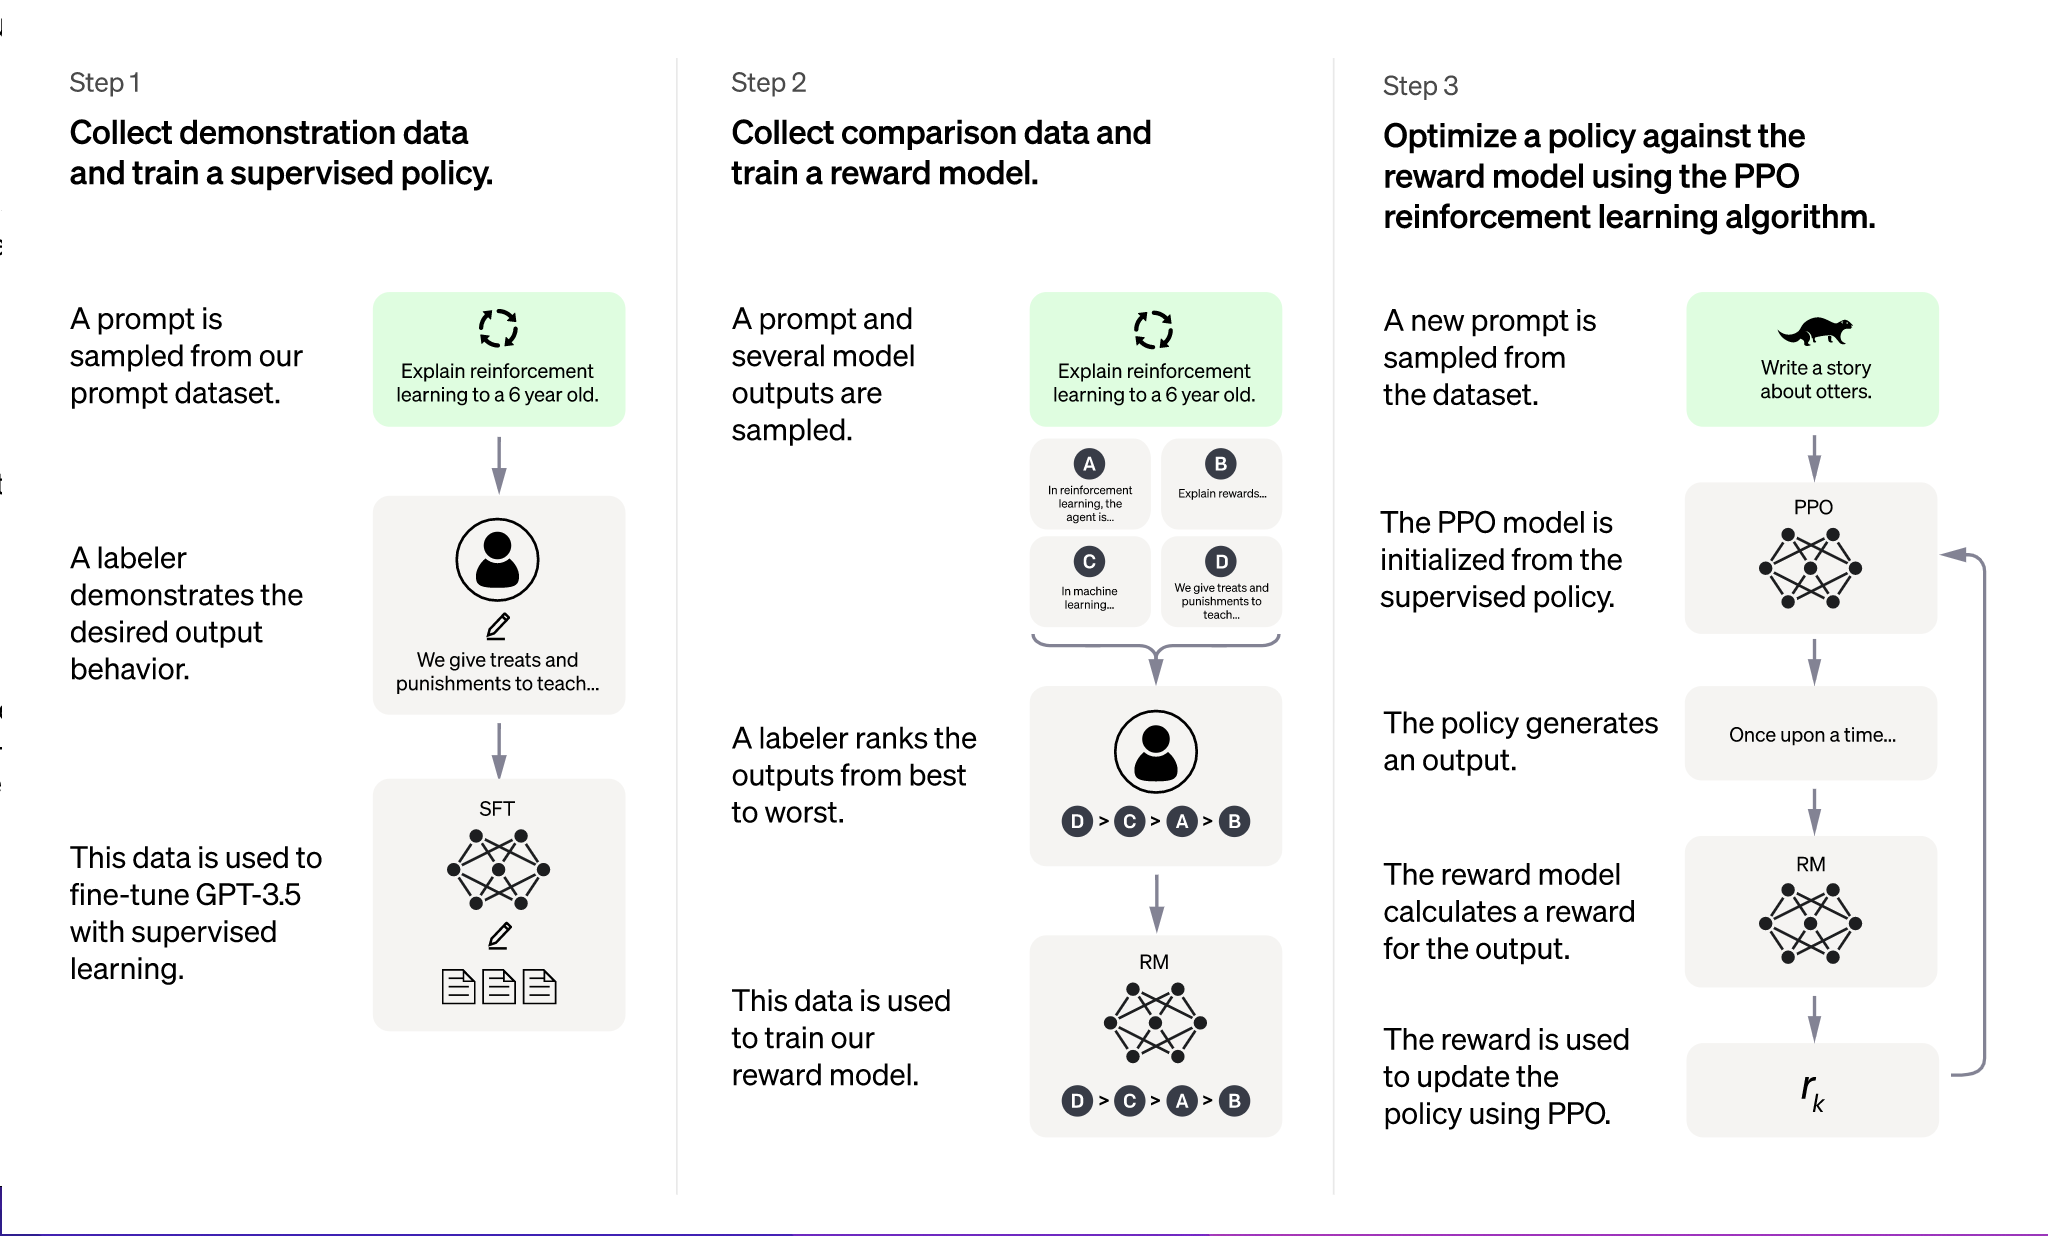 Step 1
Collect demonstration data
and train a supervised policy.
A prompt is
sampled from our
prompt dataset.
Explain reinforcement
learning to a 6 year old.
A labeler
demonstrates the
desired output
behavior.
We give treats and
punishments to teach...
This data is used to
fine-tune GPT-3.5
with supervised
learning.
SFT
Step 2
Collect comparison data and
train a reward model.
A prompt and
several model
outputs are
sampled.
Explain reinforcement
learning to a 6 year old.
A
In reinforcement
learning, the
agent is...
B
Explain rewards...
C
In machine
learning...
D
We give treats and
punishments to
teach...
A labeler ranks the
outputs from best
to worst.
D > C > A > B
This data is used
to train our
reward model.
RM
D > C > A > B
Step 3
Optimize a policy against the
reward model using the PPO
reinforcement learning algorithm.
A new prompt is
sampled from
the dataset.
Write a story
about otters.
The PPO model is
initialized from the
supervised policy.
PPO
The policy generates
an output.
Once upon a time...
The reward model
calculates a reward
for the output.
RM
The reward is used
to update the
policy using PPO.
r_k